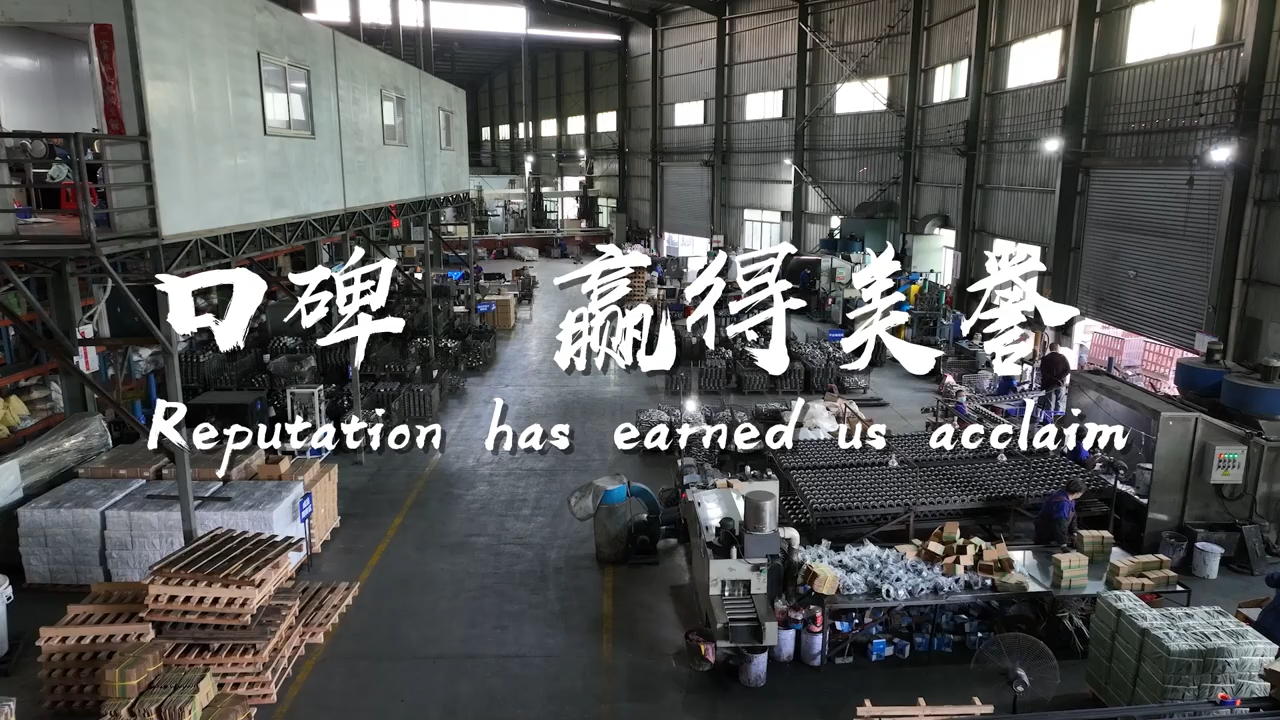 口碑 赢得美誉
Reputation has earned us acclaim